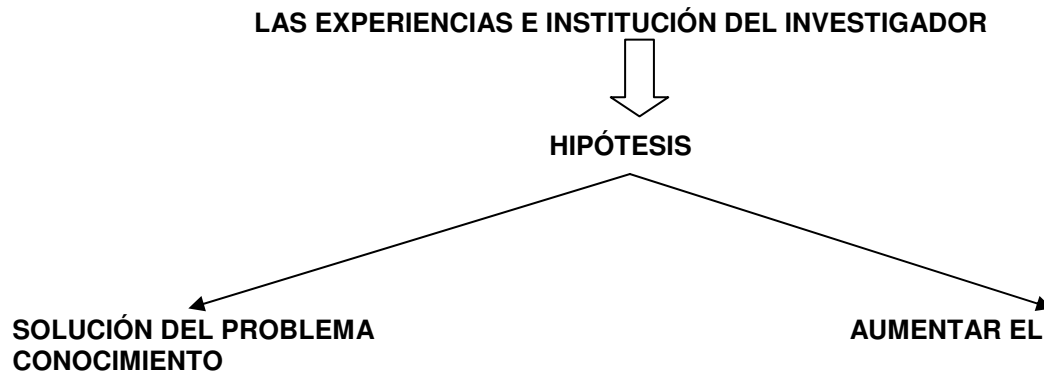 LAS EXPERIENCIAS E INSTITUCIÓN DEL INVESTIGADOR
HIPÓTESIS
SOLUCIÓN DEL PROBLEMA AUMENTAR EL
CONOCIMIENTO